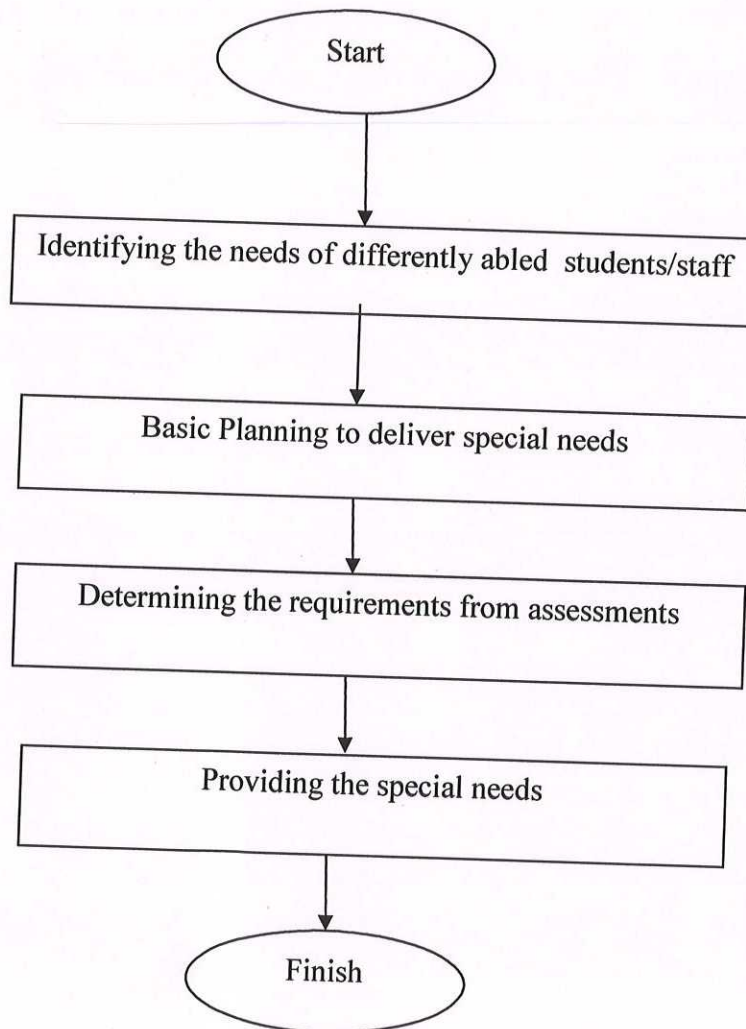 Start
Identifying the needs of differently abled students/staff
Basic Planning to deliver special needs
Determining the requirements from assessments
Providing the special needs
Finish